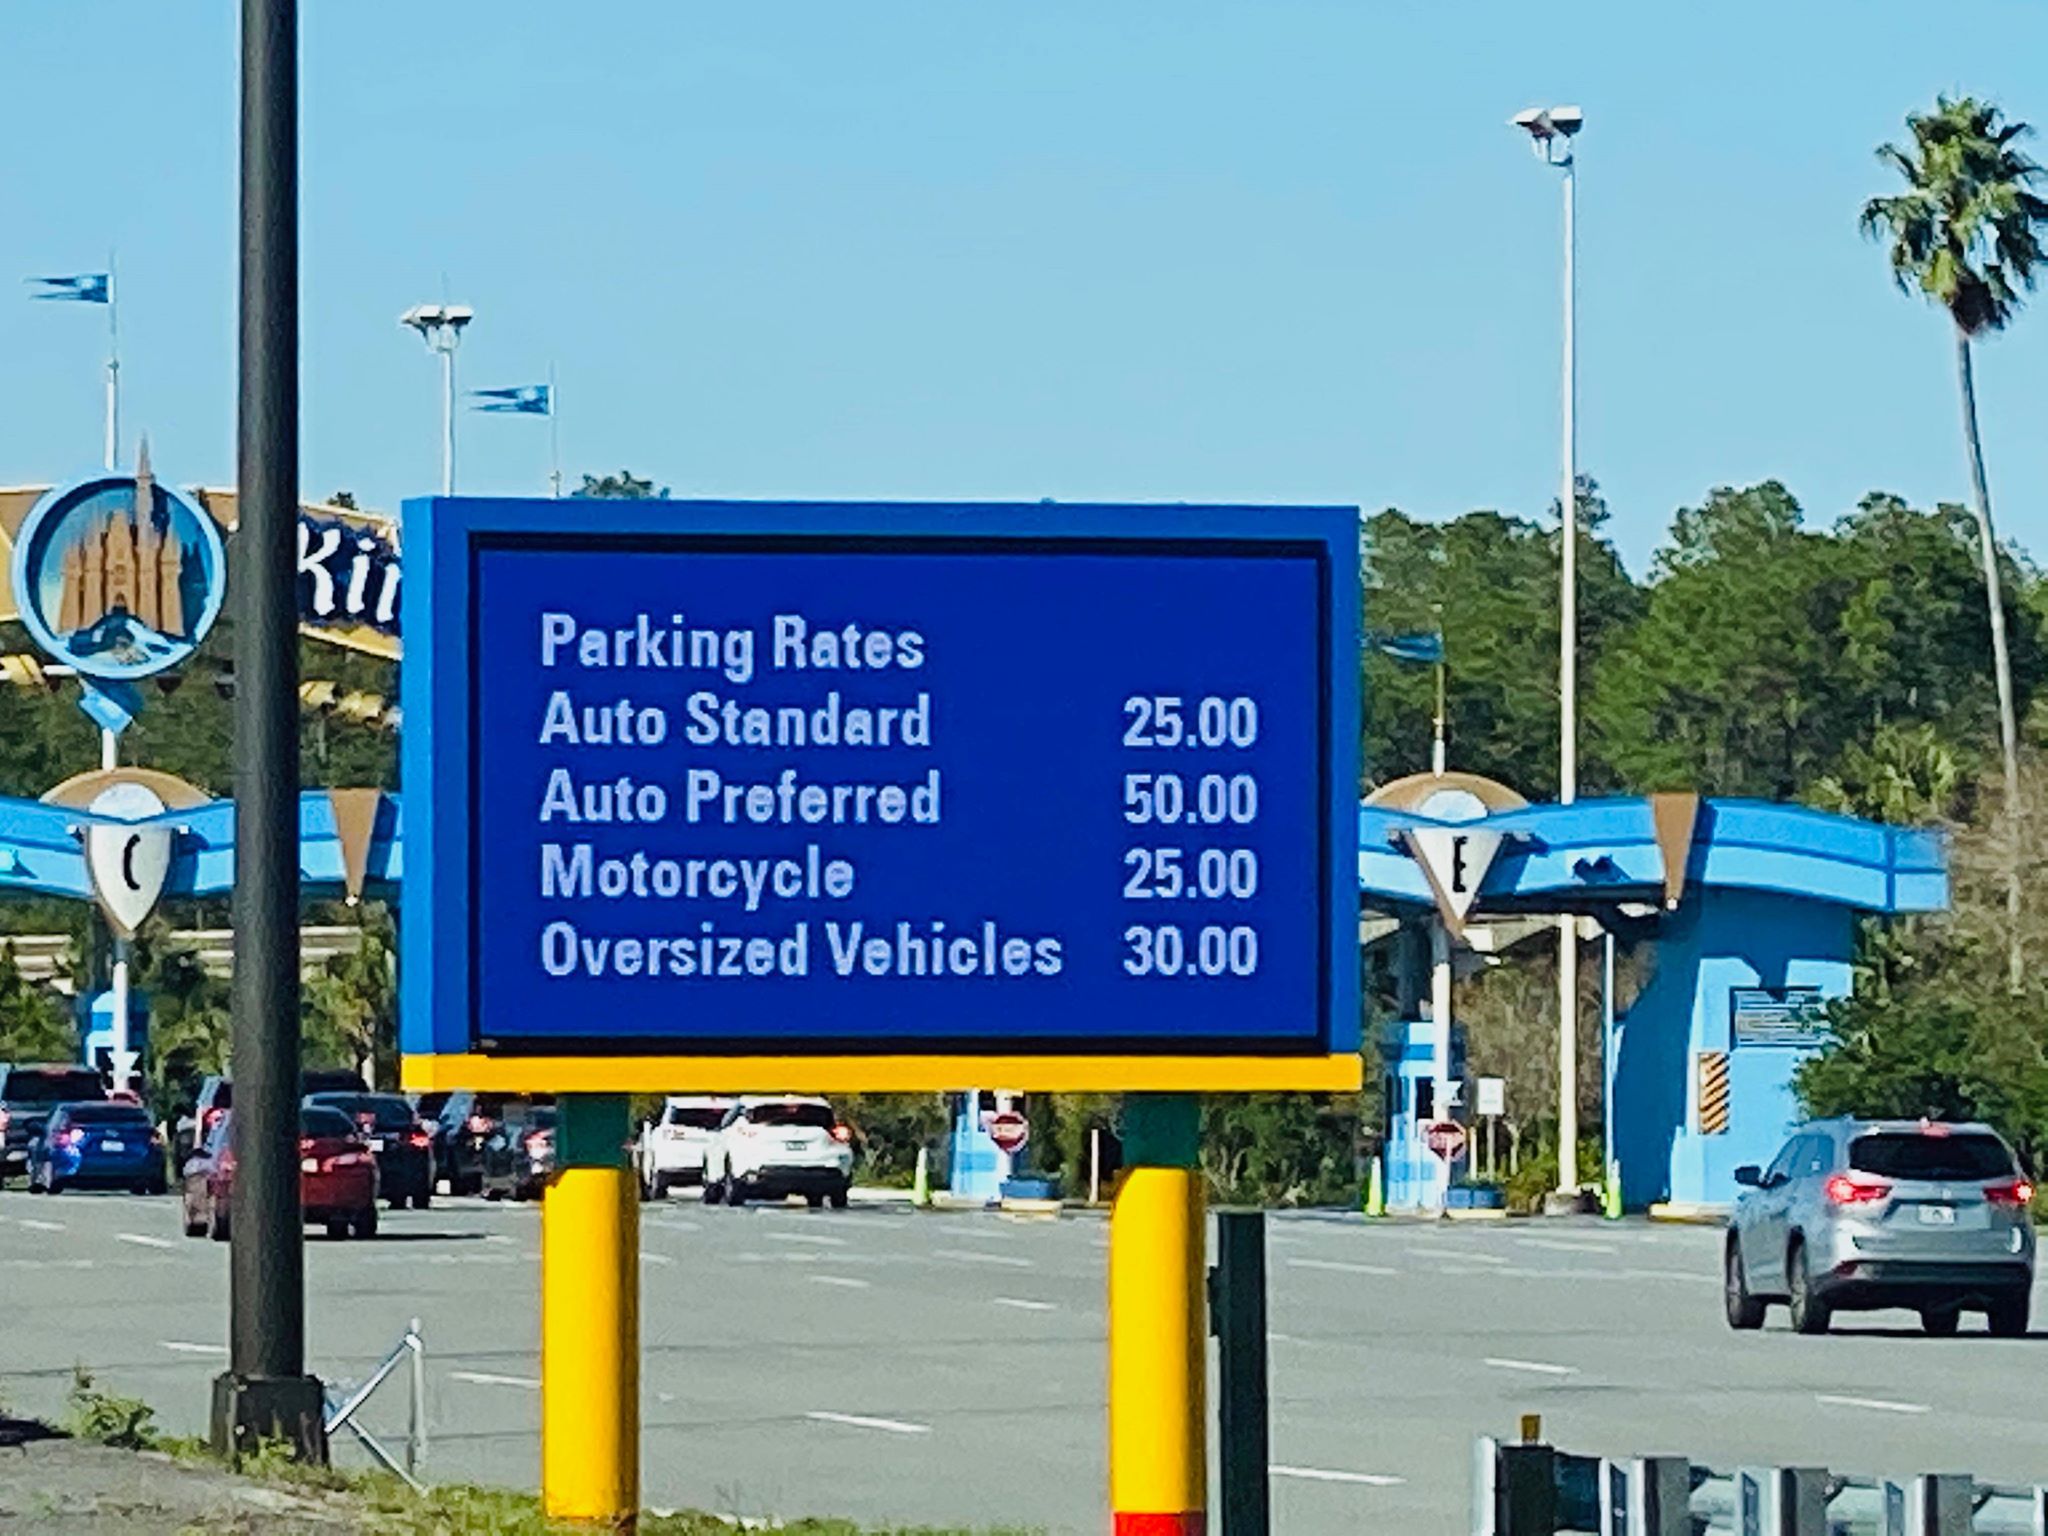 Parking Rates
Auto Standard 25.00
Auto Preferred 50.00
Motorcycle 25.00
Oversized Vehicles 30.00
C
E